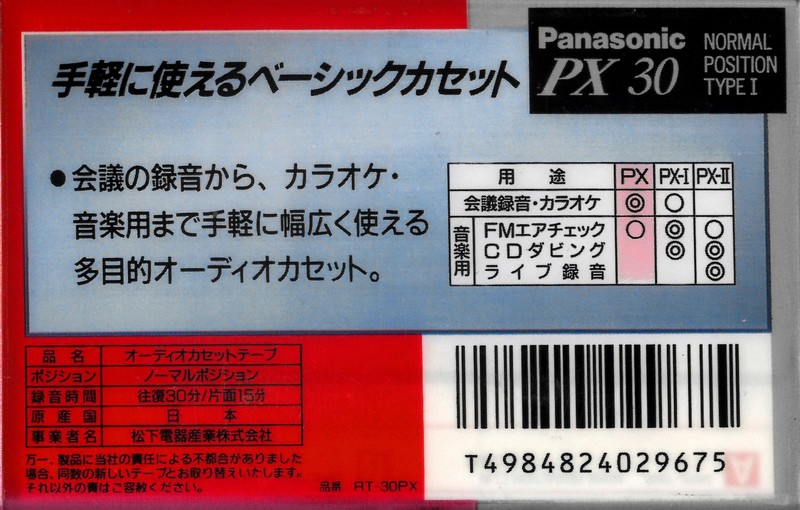 手軽に使えるベーシックカセット
Panasonic
PX 30
NORMAL
POSITION
TYPE I
●会議の録音から、カラオケ・
音楽用まで手軽に幅広く使える
多目的オーディオカセット。
用途 PX PX-I PX-II
会議録音・カラオケ ◎ ○
音楽用
FMエアチェック ○ ◎ ○
CDダビング ◎ ◎
ライブ録音 ◎
品名 オーディオカセットテープ
ポジション ノーマルポジション
録音時間 往復30分/片面15分
原産国 日本
事業者名 松下電器産業株式会社
万一、製品に当社の責任による不都合がありました
場合、同数の新しいテープとお取り替えいたします。
それ以外の責はご容赦ください。
品番 RT-30PX
T4984824029675
A